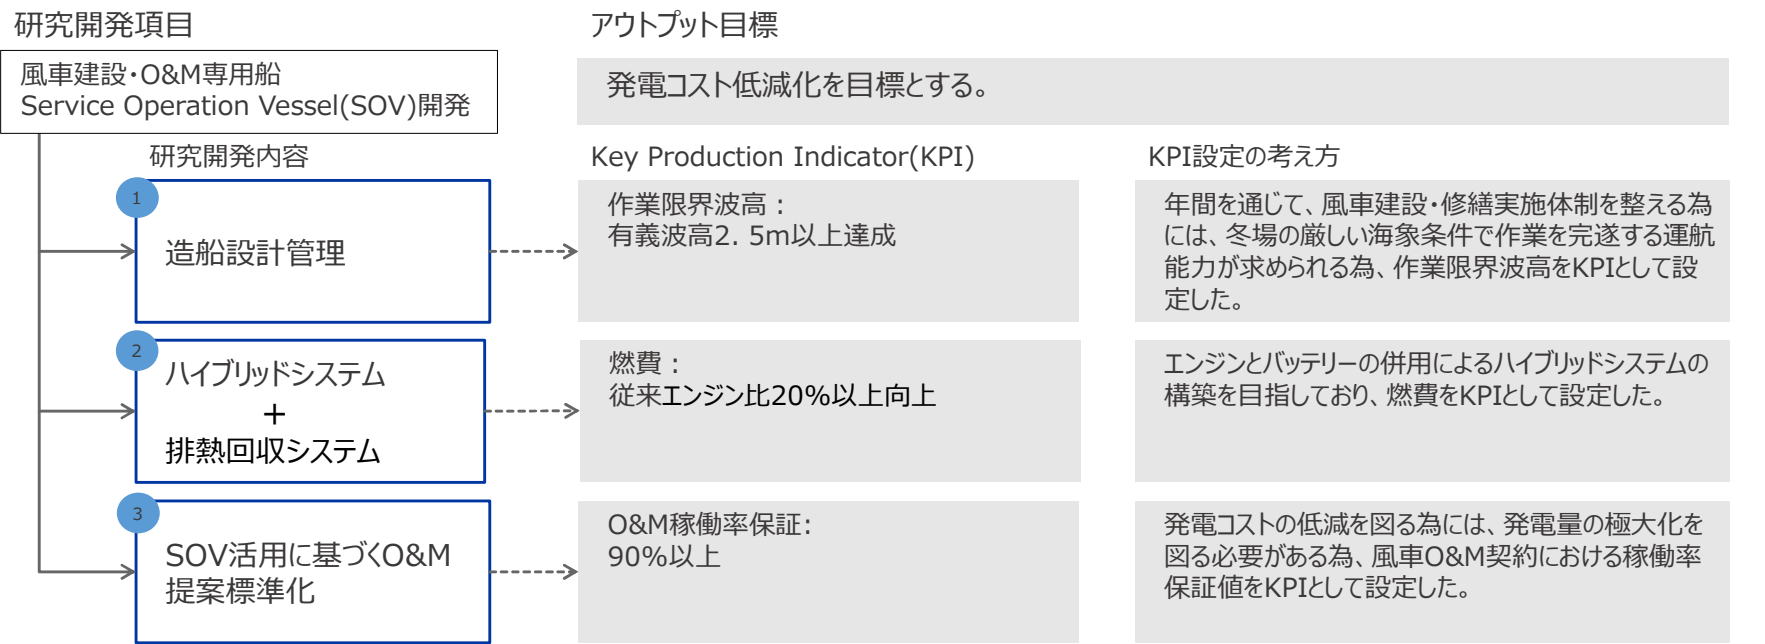 研究開発項目
アウトプット目標
風車建設・O&M専用船
Service Operation Vessel(SOV)開発
発電コスト低減化を目標とする。
研究開発内容
Key Production Indicator(KPI)
KPI設定の考え方
1
造船設計管理
作業限界波高：
有義波高2. 5m以上達成
年間を通じて、風車建設・修繕実施体制を整える為
には、冬場の厳しい海象条件で作業を完遂する運航
能力が求められる為、作業限界波高をKPIとして設
定した。
2
ハイブリッドシステム
＋
排熱回収システム
燃費：
従来エンジン比20%以上向上
エンジンとバッテリーの併用によるハイブリッドシステムの
構築を目指しており、燃費をKPIとして設定した。
3
SOV活用に基づくO&M
提案標準化
O&M稼働率保証:
90%以上
発電コストの低減を図る為には、発電量の極大化を
図る必要がある為、風車O&M契約における稼働率
保証値をKPIとして設定した。